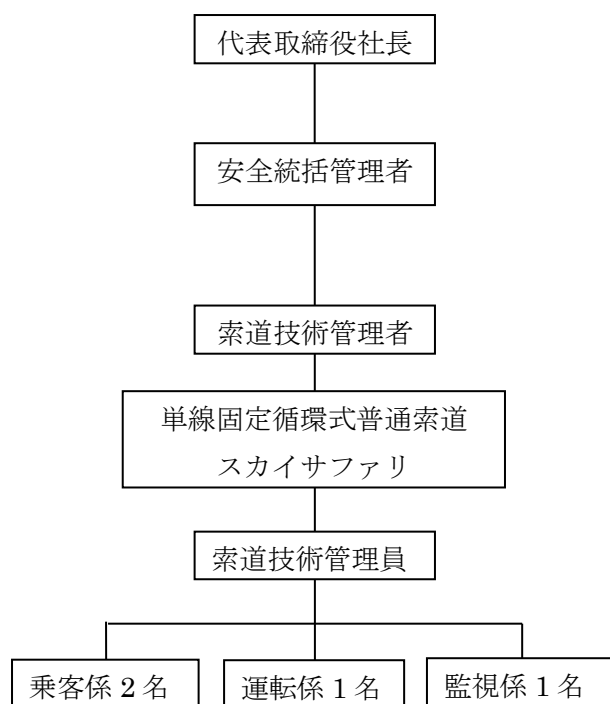 代表取締役社長
安全統括管理者
索道技術管理者
単線固定循環式普通索道
スカイサファリ
索道技術管理員
乗客係 2 名
運転係 1 名
監視係 1 名